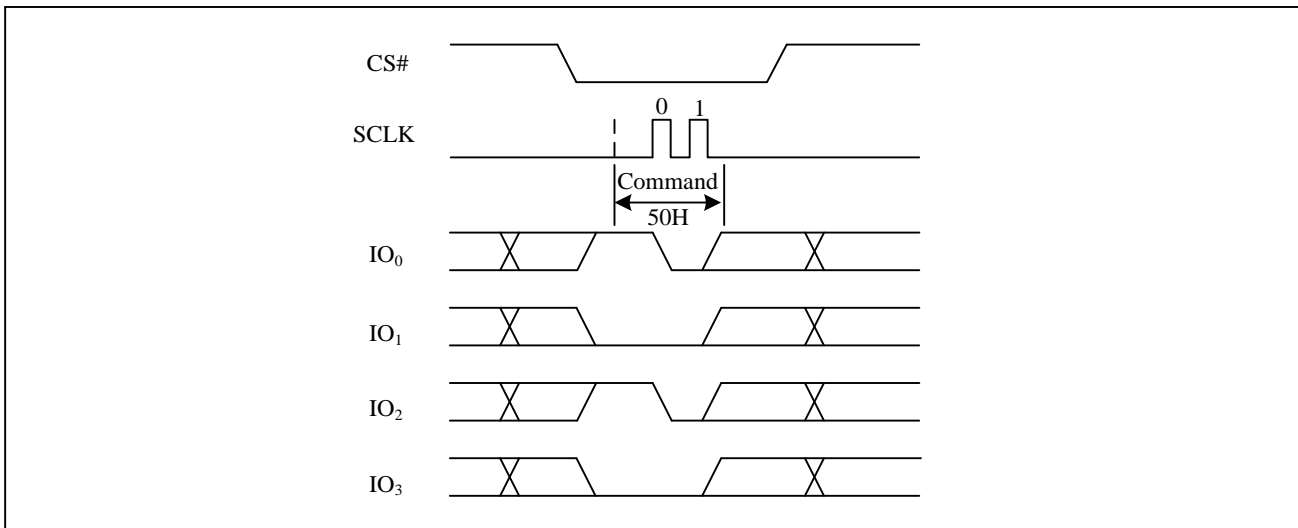 CS#
0 1
SCLK
Command
50H
IO0
IO1
IO2
IO3